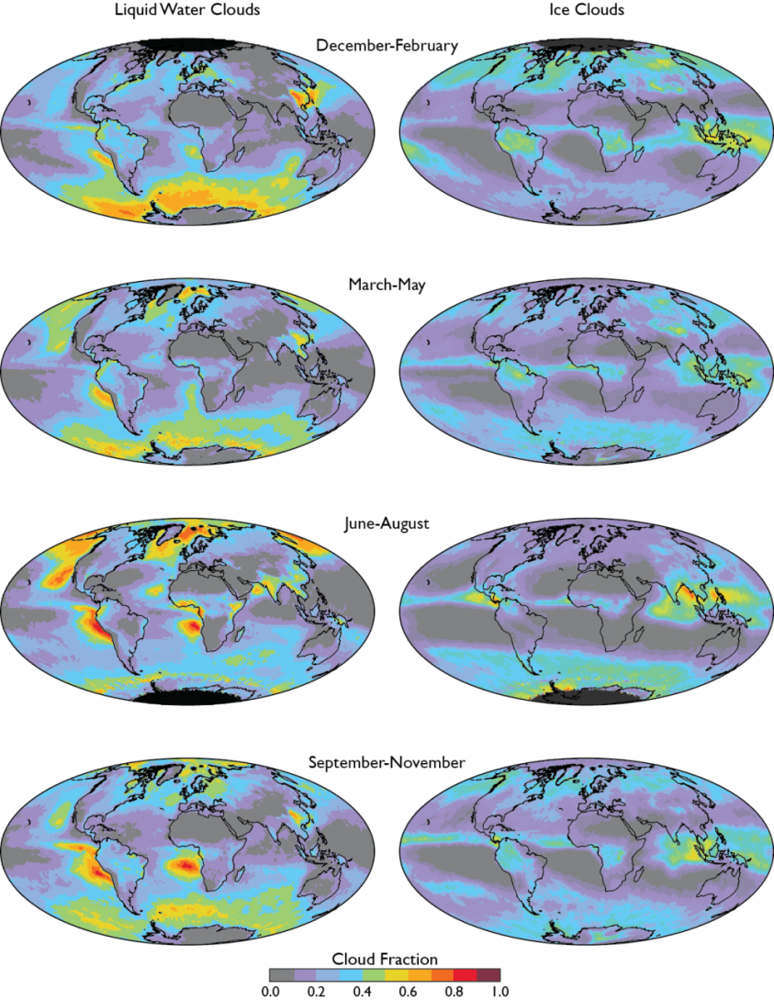 Liquid Water Clouds
Ice Clouds
December-February
March-May
June-August
September-November
Cloud Fraction
0.0 0.2 0.4 0.6 0.8 1.0